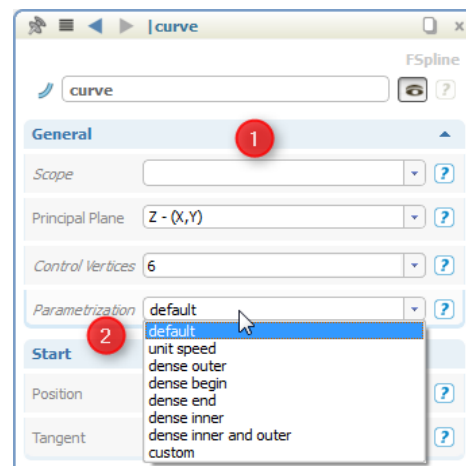 |curve
FSpline
curve
General
1
Scope
Principal Plane Z - (X,Y)
Control Vertices 6
Parametrization default
2
default
unit speed
dense outer
dense begin
dense end
dense inner
dense inner and outer
custom
Start
Position
Tangent